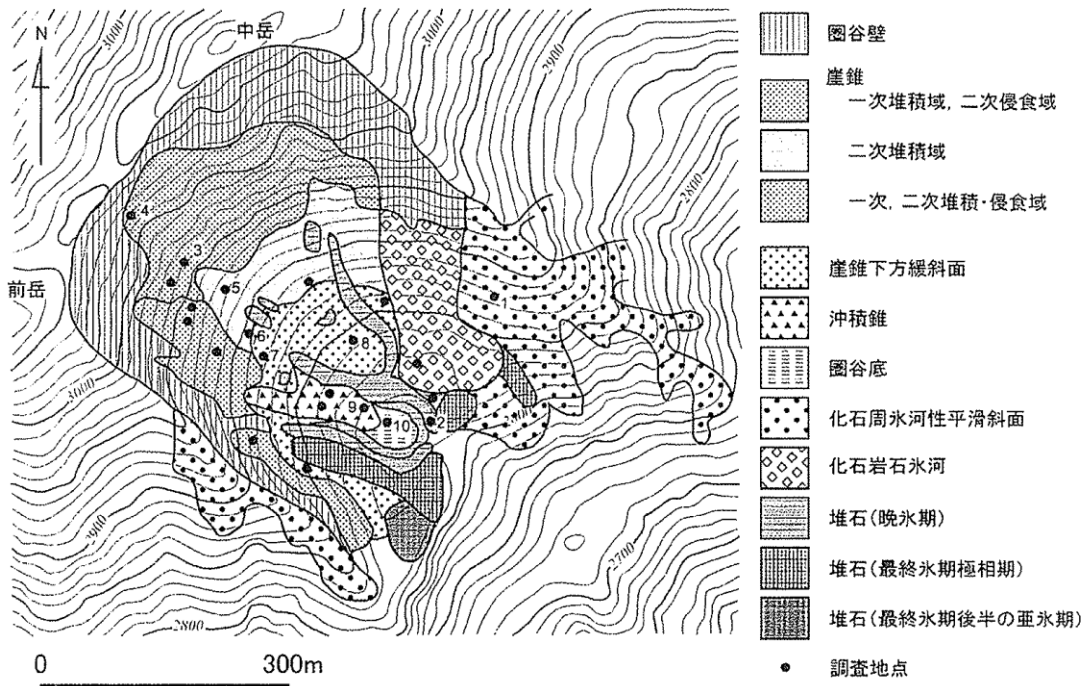 N
中岳
前岳
3000
3000
2900
2800
3000
2900
2800
2800
2700
4
3
5
6
7
8
9
10
2
1
0 300m
圏谷壁
崖錐
一次堆積域, 二次侵食域
二次堆積域
一次, 二次堆積・侵食域
崖錐下方緩斜面
沖積錐
圏谷底
化石周氷河性平滑斜面
化石岩石氷河
堆石(晩氷期)
堆石(最終氷期極相期)
堆石(最終氷期後半の亜氷期)
調査地点